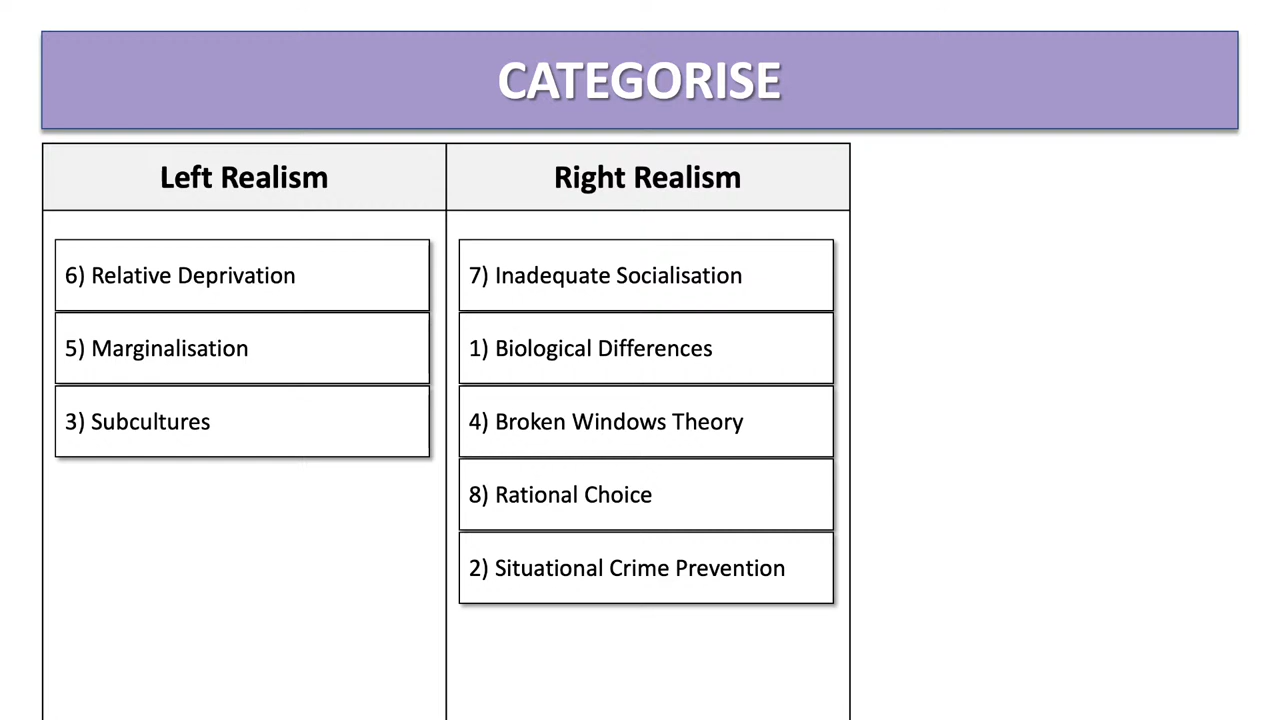 CATEGORISE
Left Realism
Right Realism
6) Relative Deprivation
5) Marginalisation
3) Subcultures
7) Inadequate Socialisation
1) Biological Differences
4) Broken Windows Theory
8) Rational Choice
2) Situational Crime Prevention